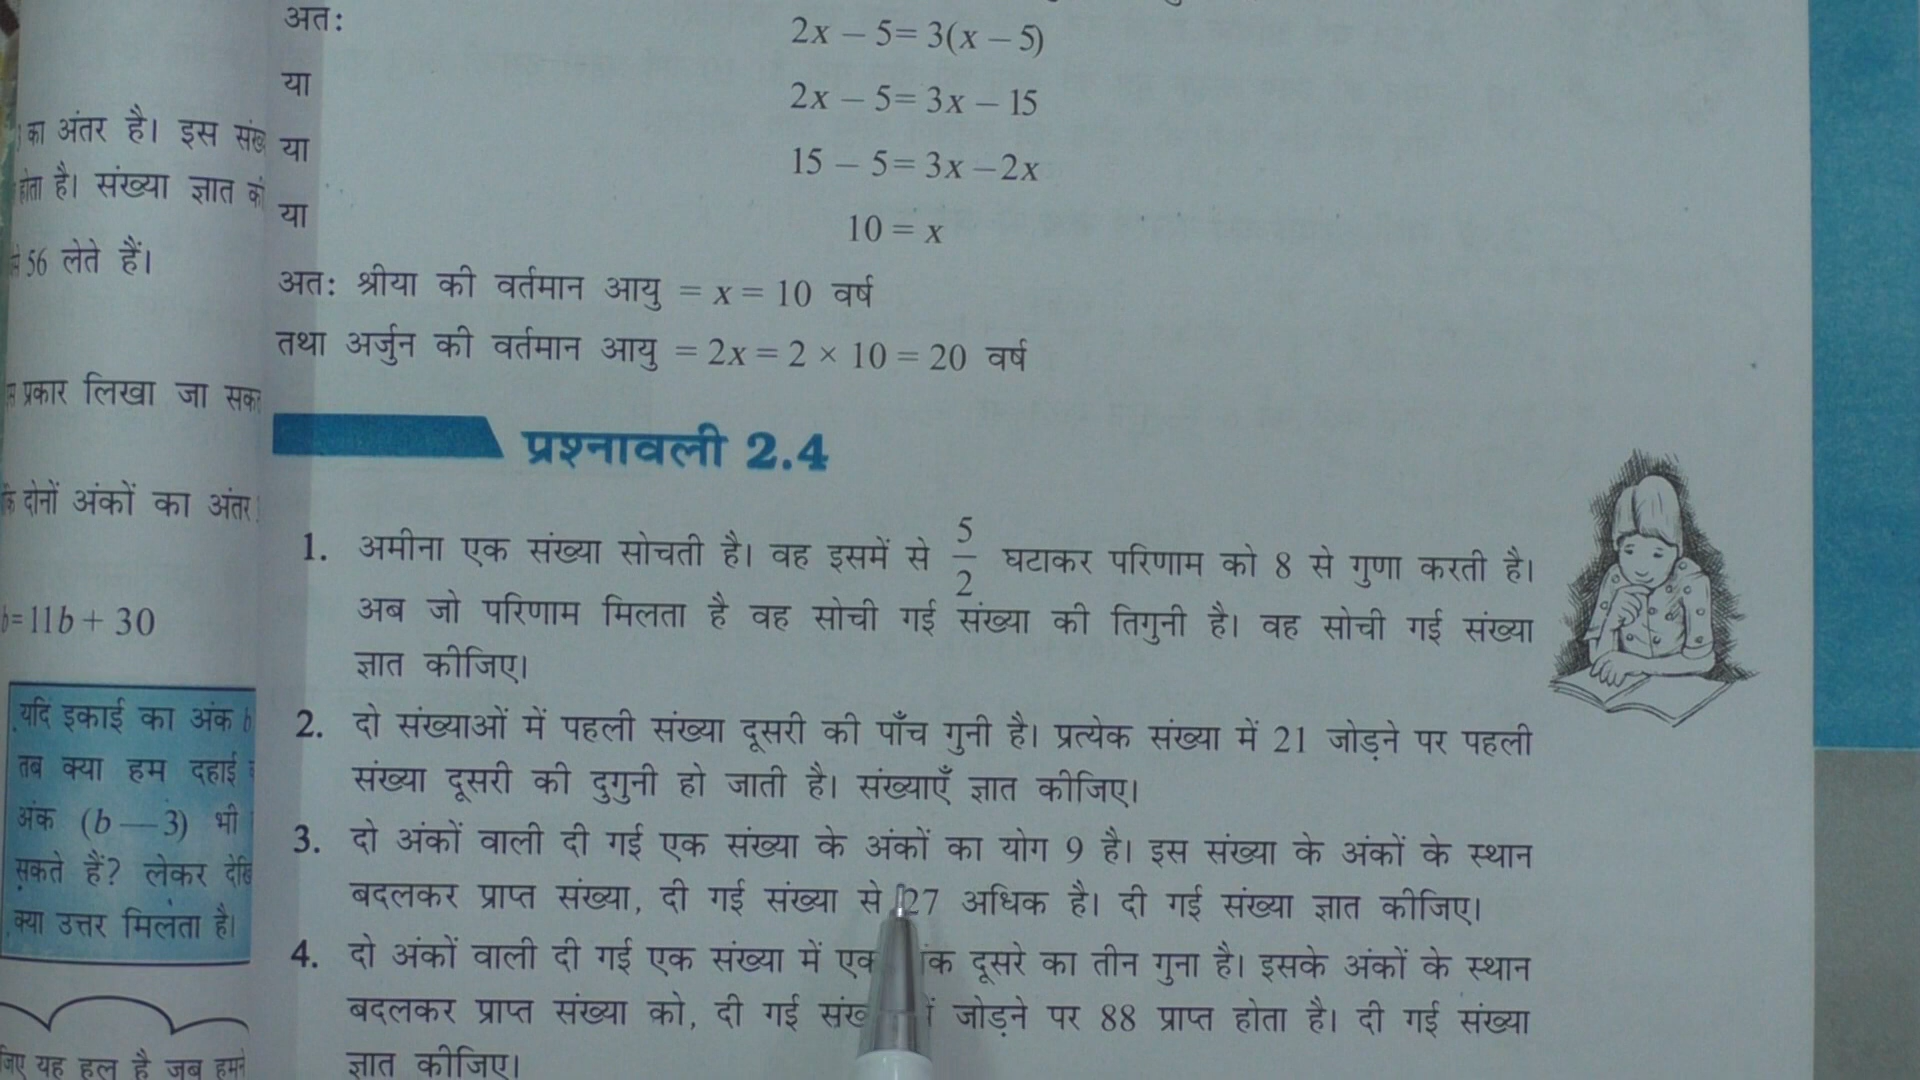 का अंतर है। इस
होता है। संख्या ज्ञात
56 लेते हैं।
प्रकार लिखा जा
दोनों अंकों का अंतर
b=11b + 30
यदि इकाई का अंक b
तब क्या हम दहाई
अंक (b — 3) भी
सकते हैं? लेकर
क्या उत्तर मिलता है।
यह हल है जब हमने
अत: 2x – 5= 3(x – 5)
या 2x – 5= 3x – 15
या 15 – 5= 3x –2x
या 10 = x
अत: श्रीया की वर्तमान आयु = x = 10 वर्ष
तथा अर्जुन की वर्तमान आयु = 2x = 2 × 10 = 20 वर्ष
प्रश्नावली 2.4
1. अमीना एक संख्या सोचती है। वह इसमें से 5/2 घटाकर परिणाम को 8 से गुणा करती है।
अब जो परिणाम मिलता है वह सोची गई संख्या की तिगुनी है। वह सोची गई संख्या
ज्ञात कीजिए।
2. दो संख्याओं में पहली संख्या दूसरी की पाँच गुनी है। प्रत्येक संख्या में 21 जोड़ने पर पहली
संख्या दूसरी की दुगुनी हो जाती है। संख्याएँ ज्ञात कीजिए।
3. दो अंकों वाली दी गई एक संख्या के अंकों का योग 9 है। इस संख्या के अंकों के स्थान
बदलकर प्राप्त संख्या, दी गई संख्या से 27 अधिक है। दी गई संख्या ज्ञात कीजिए।
4. दो अंकों वाली दी गई एक संख्या में दूसरे का तीन गुना है। इसके अंकों के स्थान
बदलकर प्राप्त संख्या को, दी गई जोड़ने पर 88 प्राप्त होता है। दी गई संख्या
ज्ञात कीजिए।